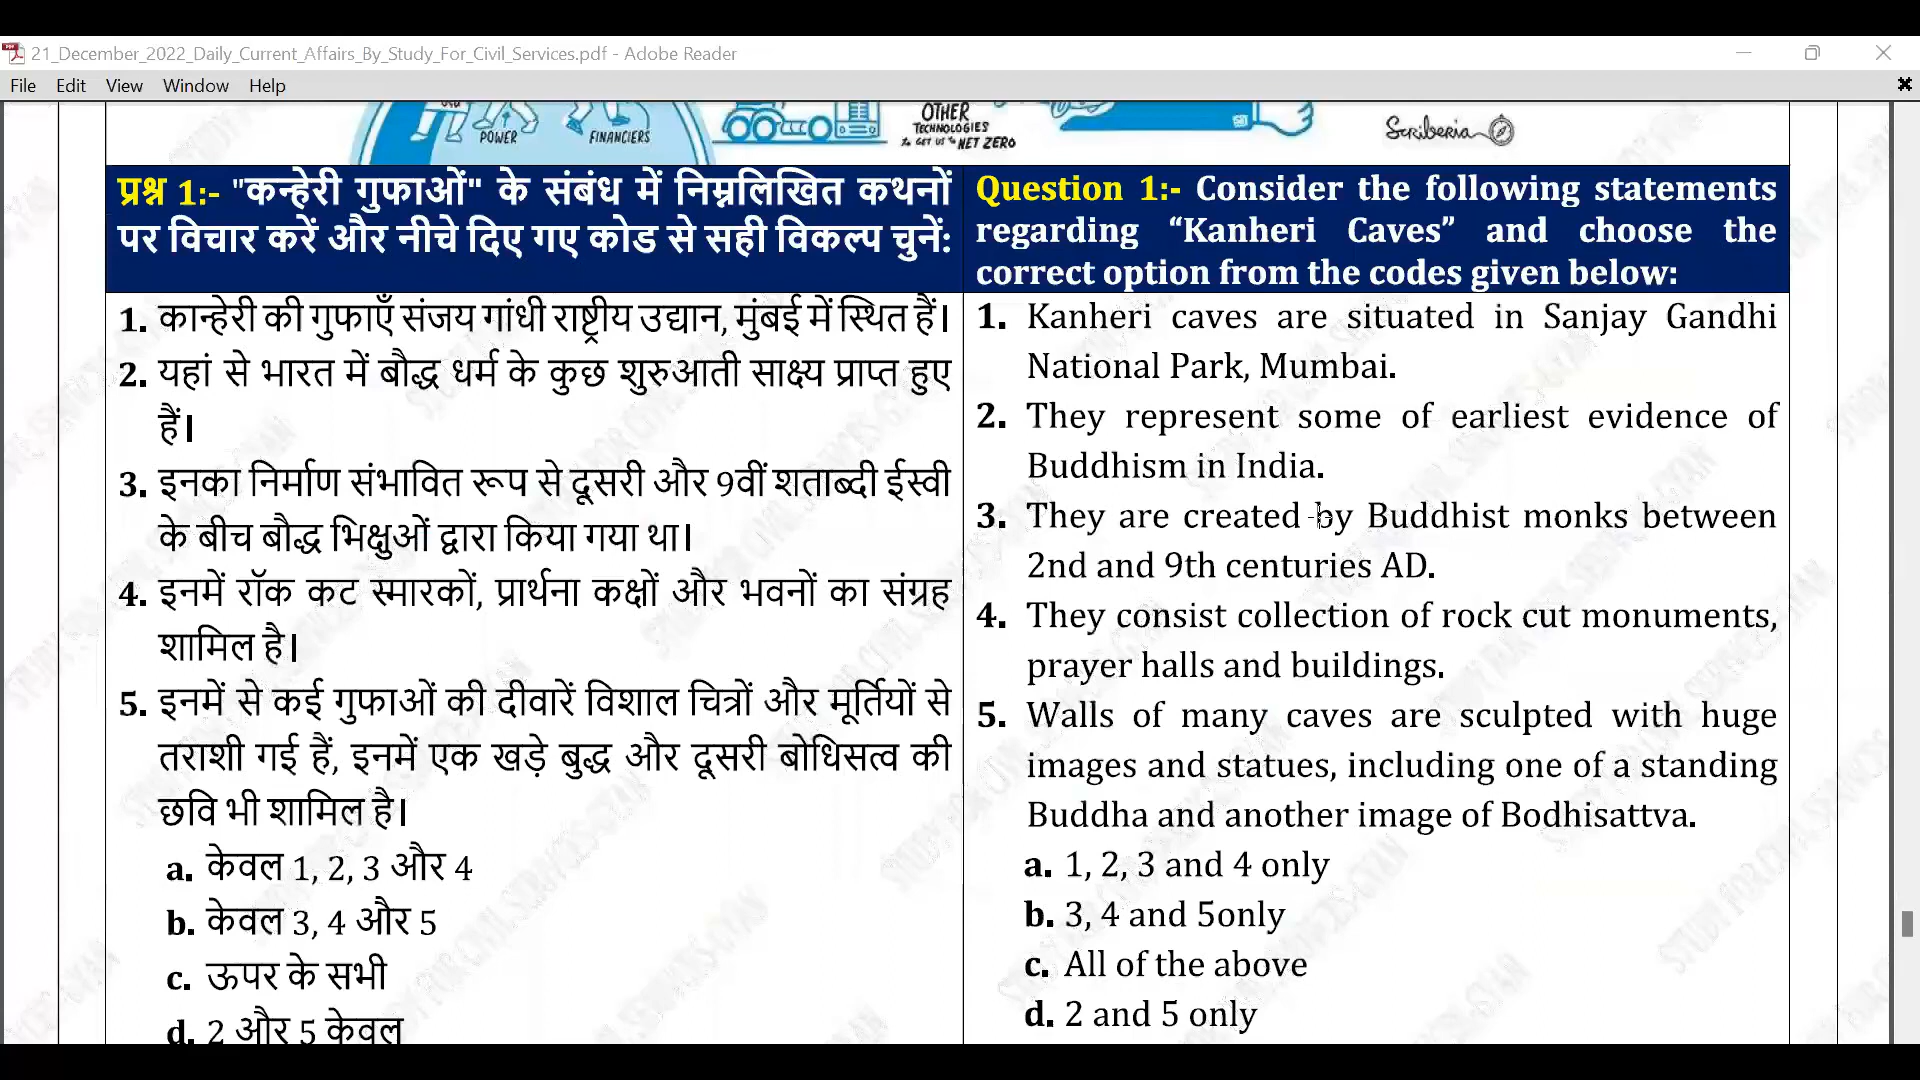 21_December_2022_Daily_Current_Affairs_By_Study_For_Civil_Services.pdf - Adobe Reader
File Edit View Window Help
POWER
FINANCIERS
OTHER
TECHNOLOGIES
To GET US To NET ZERO
Scriberia
प्रश्न 1:- "कन्हेरी गुफाओं" के संबंध में निम्नलिखित कथनों
पर विचार करें और नीचे दिए गए कोड से सही विकल्प चुनें:
1. कान्हेरी की गुफाएँ संजय गांधी राष्ट्रीय उद्यान, मुंबई में स्थित हैं।
2. यहां से भारत में बौद्ध धर्म के कुछ शुरुआती साक्ष्य प्राप्त हुए
हैं।
3. इनका निर्माण संभावित रूप से दूसरी और 9वीं शताब्दी ईस्वी
के बीच बौद्ध भिक्षुओं द्वारा किया गया था।
4. इनमें रॉक कट स्मारकों, प्रार्थना कक्षों और भवनों का संग्रह
शामिल है।
5. इनमें से कई गुफाओं की दीवारें विशाल चित्रों और मूर्तियों से
तराशी गई हैं, इनमें एक खड़े बुद्ध और दूसरी बोधिसत्व की
छवि भी शामिल है।
a. केवल 1, 2, 3 और 4
b. केवल 3, 4 और 5
c. ऊपर के सभी
d. 2 और 5 केवल
Question 1:- Consider the following statements
regarding “Kanheri Caves” and choose the
correct option from the codes given below:
1. Kanheri caves are situated in Sanjay Gandhi
National Park, Mumbai.
2. They represent some of earliest evidence of
Buddhism in India.
3. They are created by Buddhist monks between
2nd and 9th centuries AD.
4. They consist collection of rock cut monuments,
prayer halls and buildings.
5. Walls of many caves are sculpted with huge
images and statues, including one of a standing
Buddha and another image of Bodhisattva.
a. 1, 2, 3 and 4 only
b. 3, 4 and 5only
c. All of the above
d. 2 and 5 only